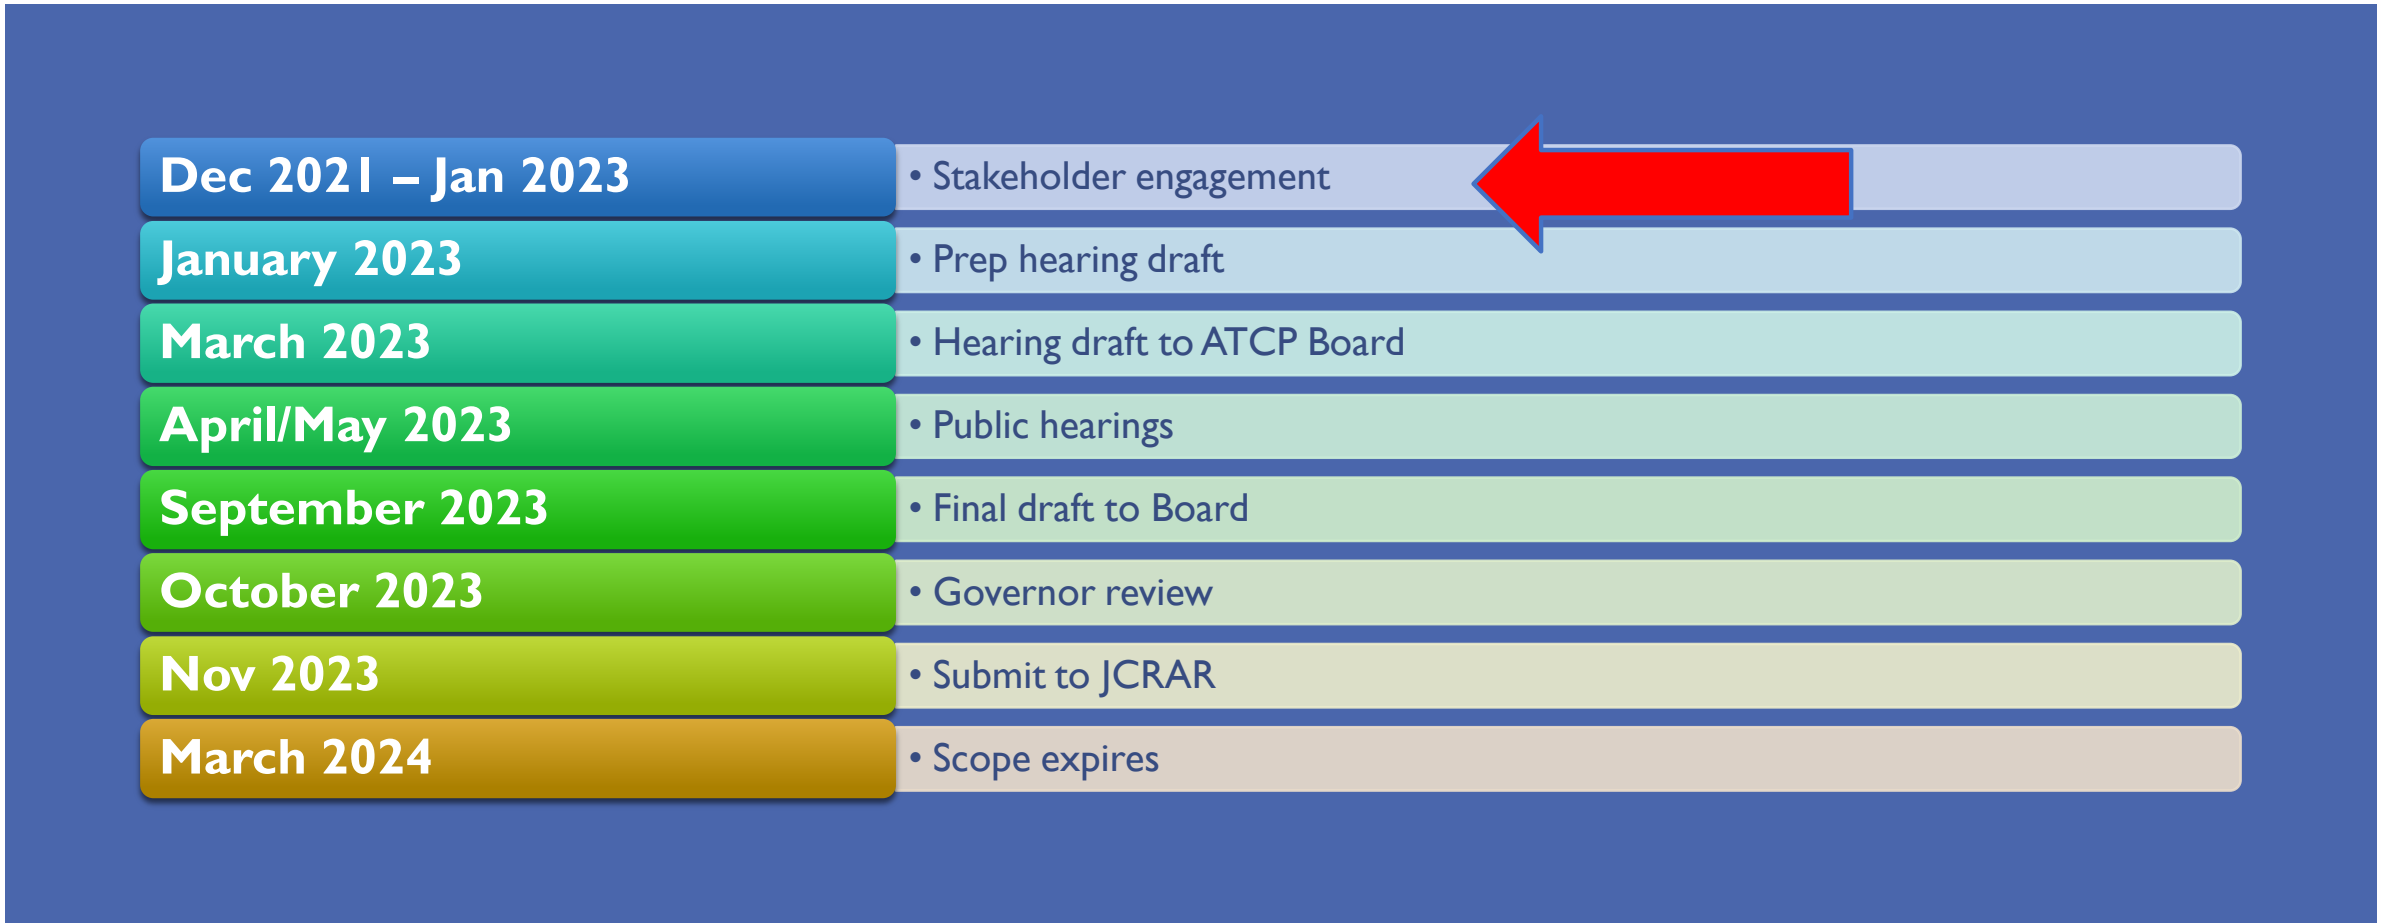 Dec 2021 – Jan 2023
• Stakeholder engagement
January 2023
• Prep hearing draft
March 2023
• Hearing draft to ATCP Board
April/May 2023
• Public hearings
September 2023
• Final draft to Board
October 2023
• Governor review
Nov 2023
• Submit to JCRAR
March 2024
• Scope expires